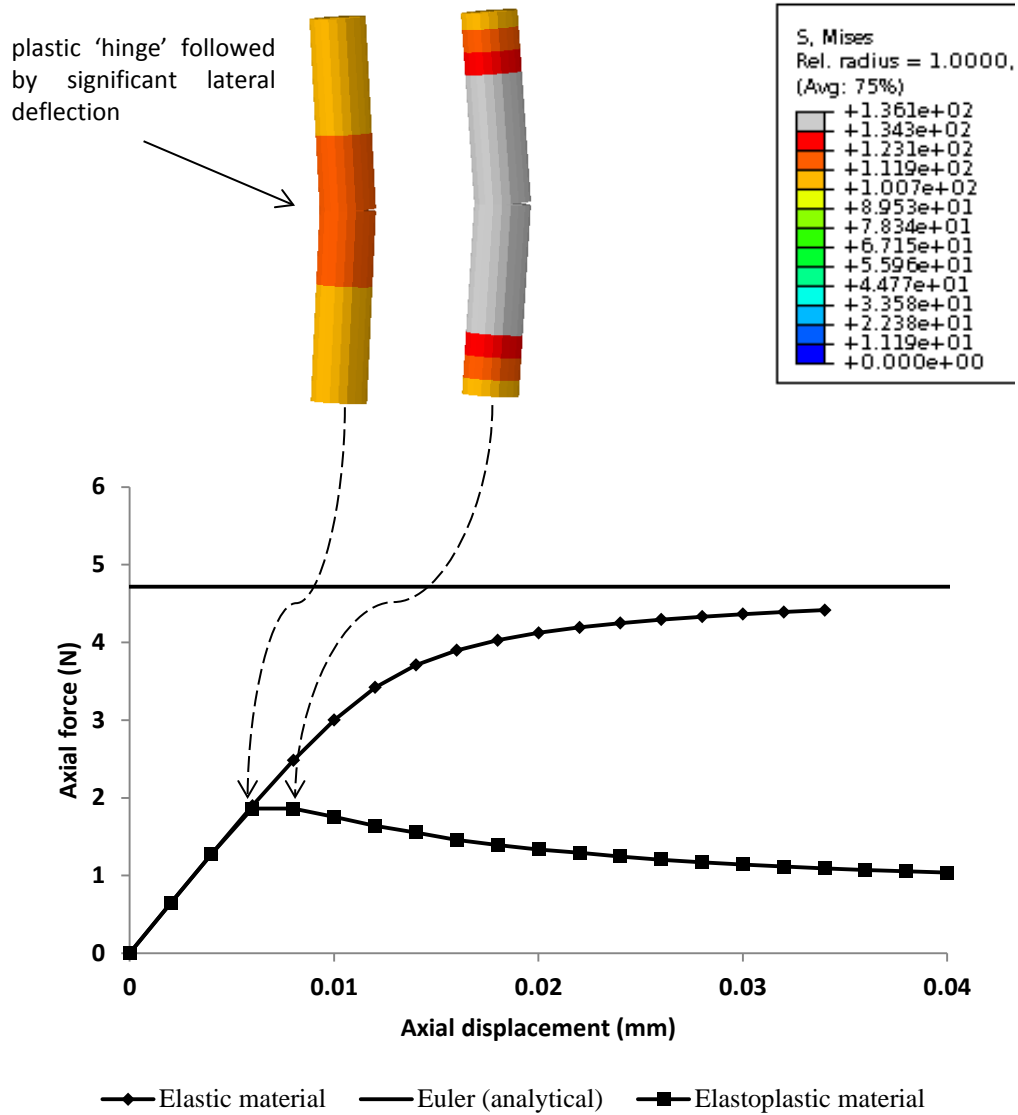 plastic ‘hinge’ followed
by significant lateral
deflection
S, Mises
Rel. radius = 1.0000,
(Avg: 75%)
+1.361e+02
+1.343e+02
+1.231e+02
+1.119e+02
+1.007e+02
+8.953e+01
+7.834e+01
+6.715e+01
+5.596e+01
+4.477e+01
+3.358e+01
+2.238e+01
+1.119e+01
+0.000e+00
6
5
4
3
2
1
0
Axial force (N)
0 0.01 0.02 0.03 0.04
Axial displacement (mm)
Elastic material Euler (analytical) Elastoplastic material